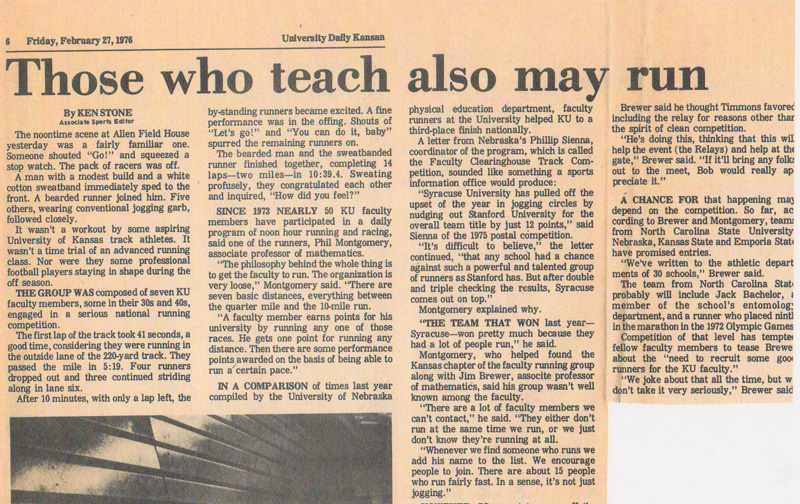 6 Friday, February 27, 1976
University Daily Kansan
Those who teach also may run
By KEN STONE
Associate Sports Editor
The noontime scene at Allen Field House
yesterday was a fairly familiar one.
Someone shouted "Go!" and squeezed a
stop watch. The pack of racers was off.
A man with a modest build and a white
cotton sweatband immediately sped to the
front. A bearded runner joined him. Five
others, wearing conventional jogging garb,
followed closely.
It wasn't a workout by some aspiring
University of Kansas track athletes. It
wasn't a time trial of an advanced running
class. Nor were they some professional
football players staying in shape during the
off season.
THE GROUP WAS composed of seven KU
faculty members, some in their 30s and 40s,
engaged in a serious national running
competition.
The first lap of the track took 41 seconds, a
good time, considering they were running in
the outside lane of the 220-yard track. They
passed the mile in 5:19. Four runners
dropped out and three continued striding
along in lane six.
After 10 minutes, with only a lap left, the
by-standing runners became excited. A fine
performance was in the offing. Shouts of
"Let's go!" and "You can do it, baby"
spurred the remaining runners on.
The bearded man and the sweatbanded
runner finished together, completing 14
laps—two miles—in 10:39.4. Sweating
profusely, they congratulated each other
and inquired, "How did you feel?"
SINCE 1973 NEARLY 50 KU faculty
members have participated in a daily
program of noon hour running and racing,
said one of the runners, Phil Montgomery,
associate professor of mathematics.
"The philosophy behind the whole thing is
to get the faculty to run. The organization is
very loose," Montgomery said. "There are
seven basic distances, everything between
the quarter mile and the 10-mile run.
"A faculty member earns points for his
university by running any one of those
races. He gets one point for running any
distance. Then there are some performance
points awarded on the basis of being able to
run a certain pace."
IN A COMPARISON of times last year
compiled by the University of Nebraska
physical education department, faculty
runners at the University helped KU to a
third-place finish nationally.
A letter from Nebraska's Phillip Sienna,
coordinator of the program, which is called
the Faculty Clearinghouse Track Com-
petition, sounded like something a sports
information office would produce:
"Syracuse University has pulled off the
upset of the year in jogging circles by
nudging out Stanford University for the
overall team title by just 12 points," said
Sienna of the 1975 postal competition.
"It's difficult to believe," the letter
continued, "that any school had a chance
against such a powerful and talented group
of runners as Stanford has. But after double
and triple checking the results, Syracuse
comes out on top."
Montgomery explained why.
"THE TEAM THAT WON last year—
Syracuse—won pretty much because they
had a lot of people run," he said.
Montgomery, who helped found the
Kansas chapter of the faculty running group
along with Jim Brewer, associte professor
of mathematics, said his group wasn't well
known among the faculty.
"There are a lot of faculty members we
can't contact," he said. "They either don't
run at the same time we run, or we just
don't know they're running at all.
"Whenever we find someone who runs we
add his name to the list. We encourage
people to join. There are about 15 people
who run fairly fast. In a sense, it's not just
jogging."
Brewer said he thought Timmons favored
including the relay for reasons other than
the spirit of clean competition.
"He's doing this, thinking that this will
help the event (the Relays) and help at the
gate," Brewer said. "If it'll bring any folks
out to the meet, Bob would really ap-
preciate it."
A CHANCE FOR that happening may
depend on the competition. So far, ac-
cording to Brewer and Montgomery, teams
from North Carolina State University
Nebraska, Kansas State and Emporia State
have promised entries.
"We've written to the athletic depart
ments of 30 schools," Brewer said.
The team from North Carolina State
probably will include Jack Bachelor, a
member of the school's entomology
department, and a runner who placed ninth
in the marathon in the 1972 Olympic Games
Competition of that level has tempted
fellow faculty members to tease Brewer
about the "need to recruit some good
runners for the KU faculty."
"We joke about that all the time, but w
don't take it very seriously," Brewer said